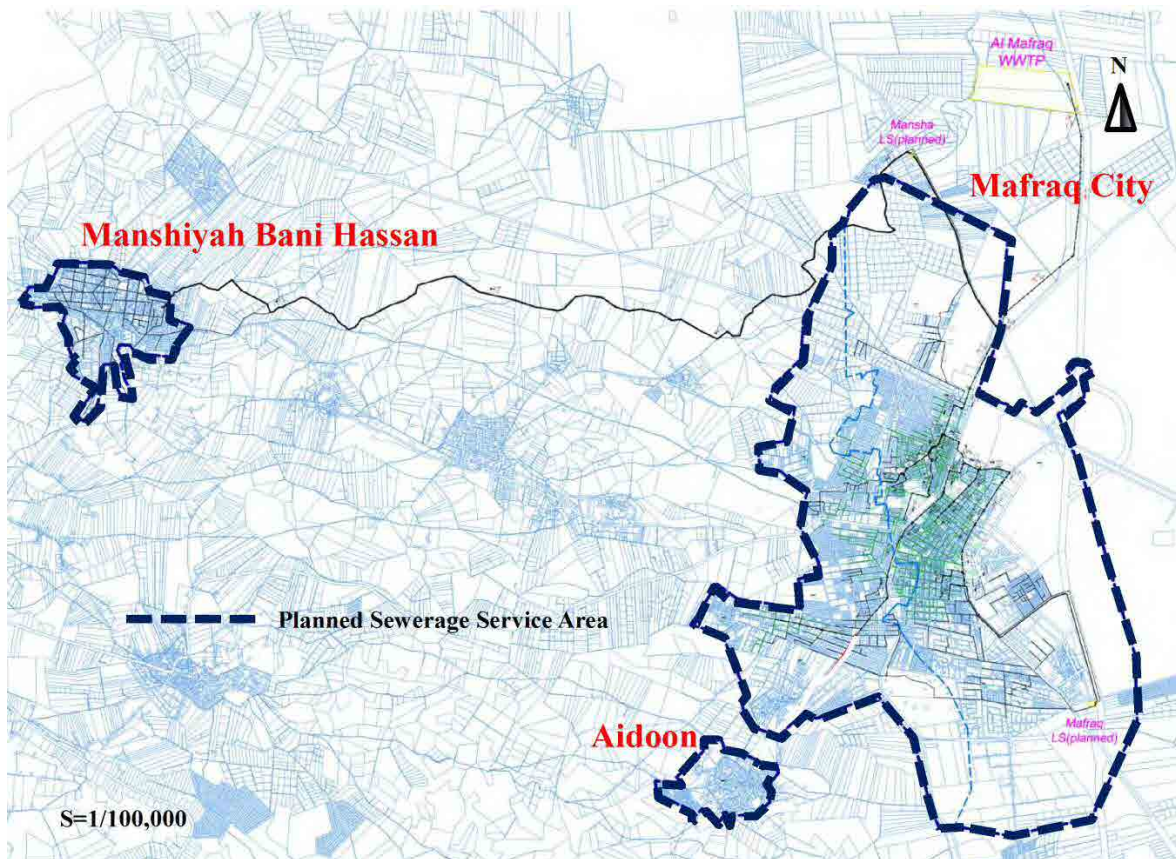 Al Mafraq
WWTP
N
Mansha
LS(planned)
Mafraq City
Manshiyah Bani Hassan
Planned Sewerage Service Area
Aidoon
Mafraq
LS(planned)
S=1/100,000